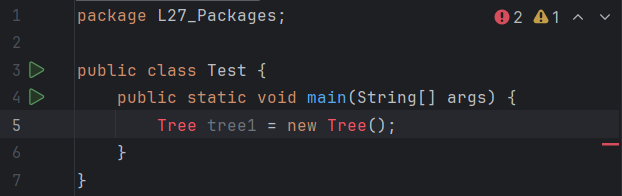 1 package L27_Packages; 2 1
2
3 public class Test {
4 public static void main(String[] args) {
5 Tree tree1 = new Tree();
6 }
7 }